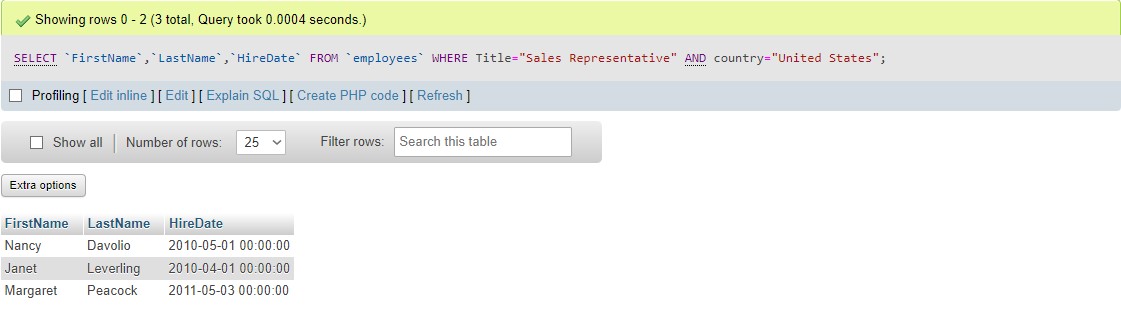 Showing rows 0 - 2 (3 total, Query took 0.0004 seconds.)
SELECT `FirstName`,`LastName`,`HireDate` FROM `employees` WHERE Title="Sales Representative" AND country="United States";
Profiling [ Edit inline ] [ Edit ] [ Explain SQL ] [ Create PHP code ] [ Refresh ]
Show all Number of rows: 25 Filter rows: Search this table
Extra options
FirstName LastName HireDate
Nancy Davolio 2010-05-01 00:00:00
Janet Leverling 2010-04-01 00:00:00
Margaret Peacock 2011-05-03 00:00:00